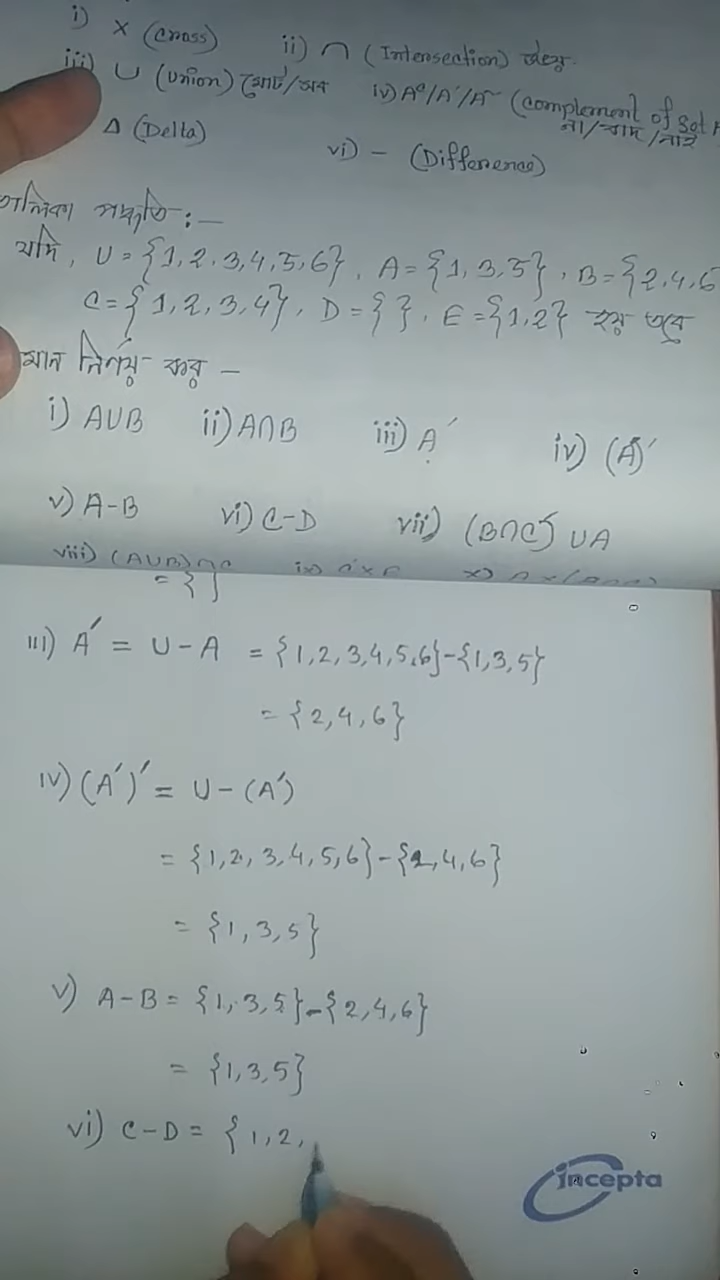 i) × (Cross) ii) ∩ (Intersection)
iii) ∪ (Union) মোট/সব iv) Aᶜ/A′/A (complement of Set A
না/বাদ/নাই
Δ (Delta) vi) − (Difference)
তালিকা পদ্ধতি :—
যদি, U = {1,2,3,4,5,6}, A = {1,3,5}, B = {2,4,6
C = {1,2,3,4}, D = { }, E = {1,2} হয় তবে
মান নির্ণয় কর —
i) A∪B ii) A∩B iii) A′ iv) (A′)′
v) A−B vi) C−D vii) (B∩C) ∪A
viii) (A∪B)∩C ix) x)
= { }
iii) A′ = U−A = {1,2,3,4,5,6}−{1,3,5}
= {2,4,6}
iv) (A′)′ = U−(A′)
= {1,2,3,4,5,6}−{2,4,6}
= {1,3,5}
v) A−B = {1,3,5}−{2,4,6}
= {1,3,5}
vi) C−D = {1,2,
incepta